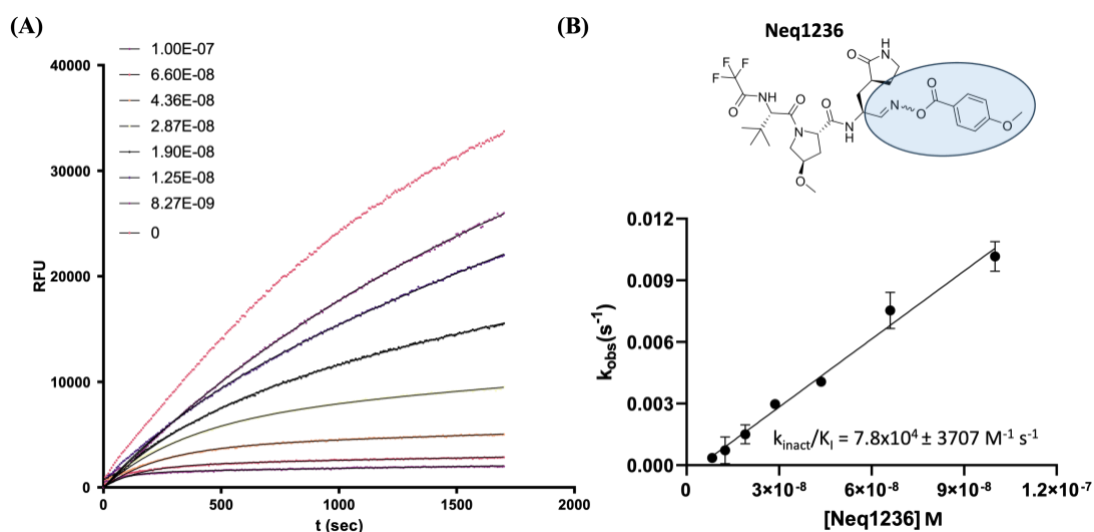 (A)
1.00E-07
6.60E-08
4.36E-08
2.87E-08
1.90E-08
1.25E-08
8.27E-09
0
40000
30000
20000
10000
0
RFU
0 500 1000 1500 2000
t (sec)
(B)
Neq1236
H
O N
F
F F
O NH O
N
O
N
H
N O
O
O
O
0.012
0.009
0.006
0.003
0.000
kobs(s⁻¹)
kinact/KI = 7.8x10⁴ ± 3707 M⁻¹ s⁻¹
0 3×10⁻⁸ 6×10⁻⁸ 9×10⁻⁸ 1.2×10⁻⁷
[Neq1236] M